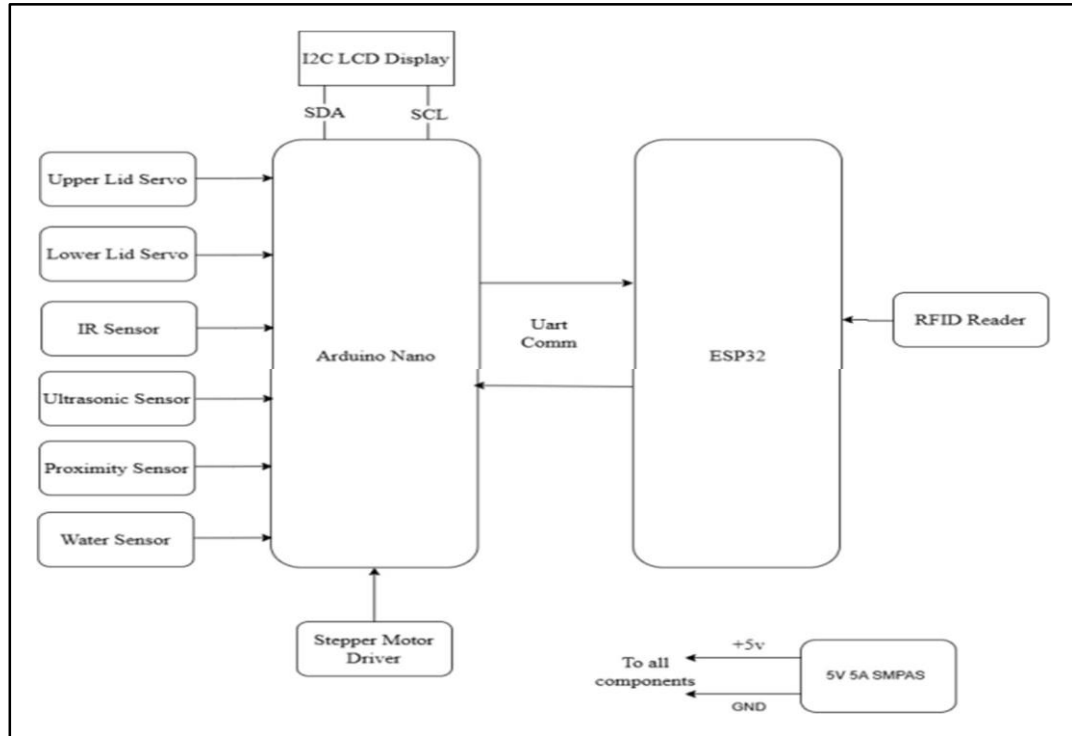 I2C LCD Display
SDA
SCL
Upper Lid Servo
Lower Lid Servo
IR Sensor
Ultrasonic Sensor
Proximity Sensor
Water Sensor
Arduino Nano
Uart
Comm
ESP32
RFID Reader
Stepper Motor
Driver
To all
components
+5v
GND
5V 5A SMPAS